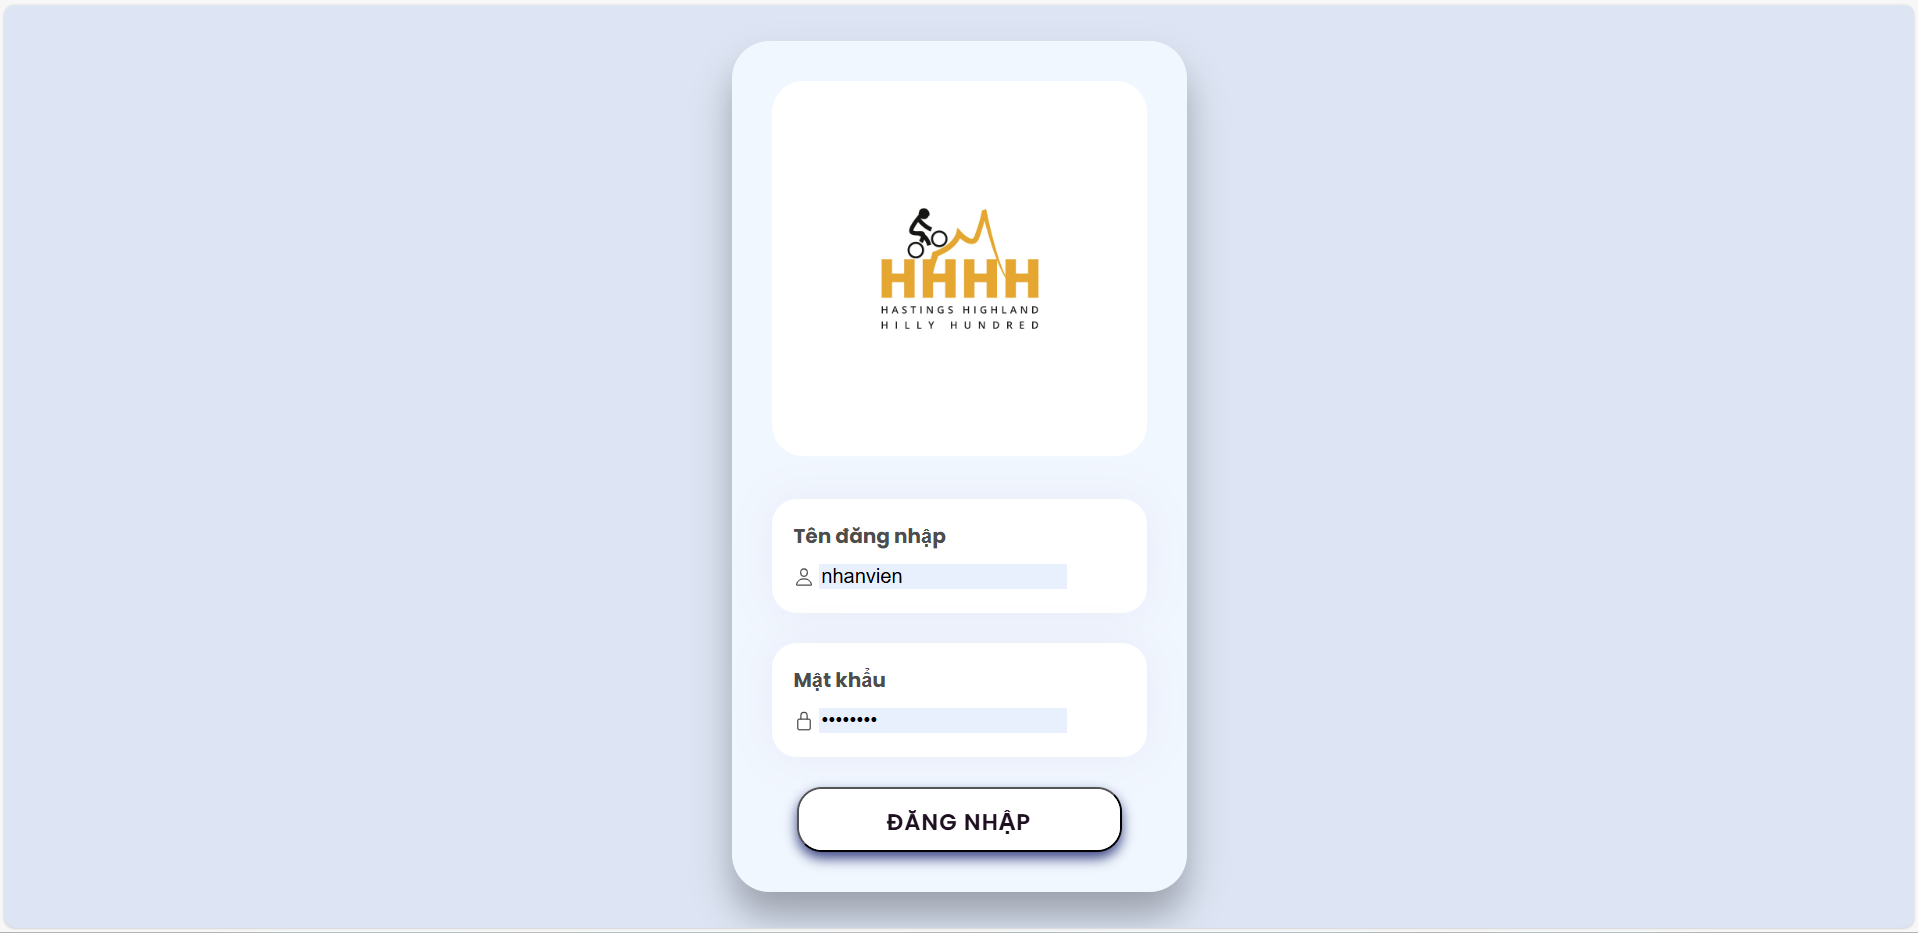 HHHH
HASTINGS HIGHLAND
HILLY HUNDRED
Tên đăng nhập
nhanvien
Mật khẩu
••••••••
ĐĂNG NHẬP